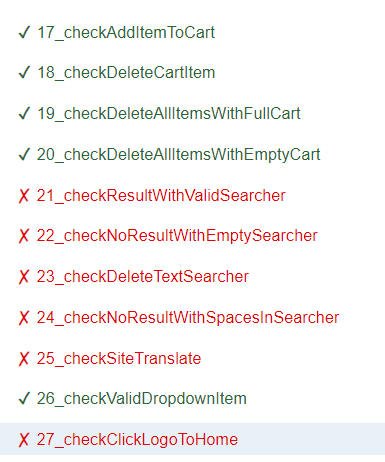 ✓ 17_checkAddItemToCart
✓ 18_checkDeleteCartItem
✓ 19_checkDeleteAllItemsWithFullCart
✓ 20_checkDeleteAllItemsWithEmptyCart
✗ 21_checkResultWithValidSearcher
✗ 22_checkNoResultWithEmptySearcher
✗ 23_checkDeleteTextSearcher
✗ 24_checkNoResultWithSpacesInSearcher
✗ 25_checkSiteTranslate
✓ 26_checkValidDropdownItem
✗ 27_checkClickLogoToHome